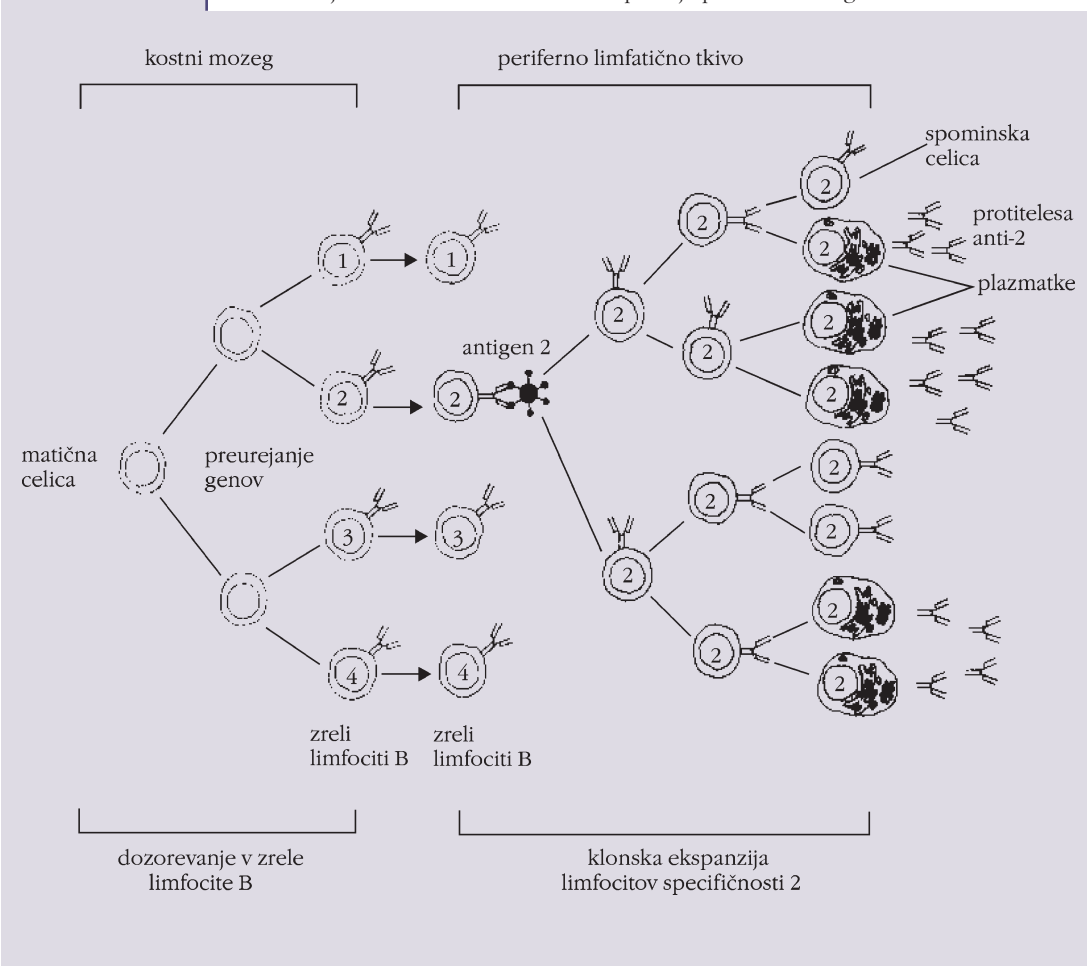 kostni mozeg
periferno limfatično tkivo
spominska
celica
protitelesa
anti-2
plazmatke
antigen 2
matična
celica
preurejanje
genov
1
1
2
2
3
3
4
4
2
2
2
2
2
2
2
2
2
2
2
2
2
2
zreli
limfociti B
zreli
limfociti B
dozorevanje v zrele
limfocite B
klonska ekspanzija
limfocitov specifičnosti 2